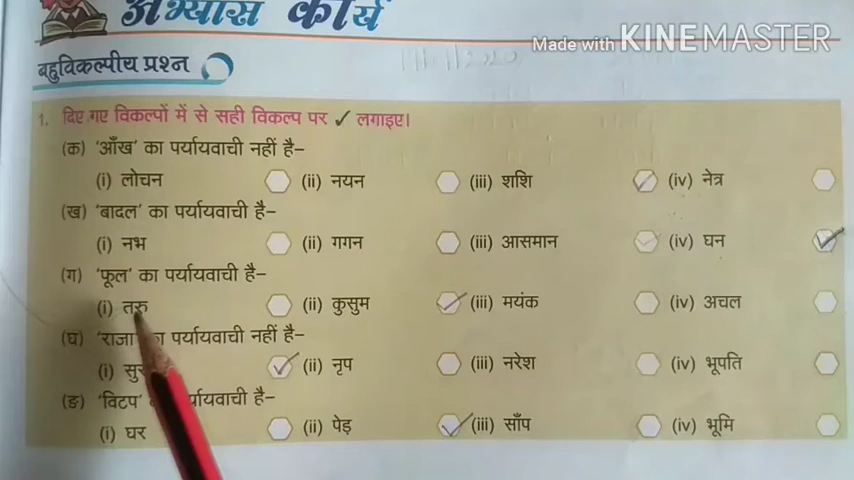 अभ्यास कार्य
Made with KINEMASTER
बहुविकल्पीय प्रश्न
1. दिए गए विकल्पों में से सही विकल्प पर ✓ लगाइए।
(क) 'आँख' का पर्यायवाची नहीं है–
(i) लोचन (ii) नयन (iii) शशि (iv) नेत्र
(ख) 'बादल' का पर्यायवाची है–
(i) नभ (ii) गगन (iii) आसमान (iv) घन
(ग) 'फूल' का पर्यायवाची है–
(i) तरु (ii) कुसुम (iii) मयंक (iv) अचल
(घ) 'राजा' का पर्यायवाची नहीं है–
(i) (ii) नृप (iii) नरेश (iv) भूपति
(ङ) 'विटप' पर्यायवाची है–
(i) घर (ii) पेड़ (iii) साँप (iv) भूमि